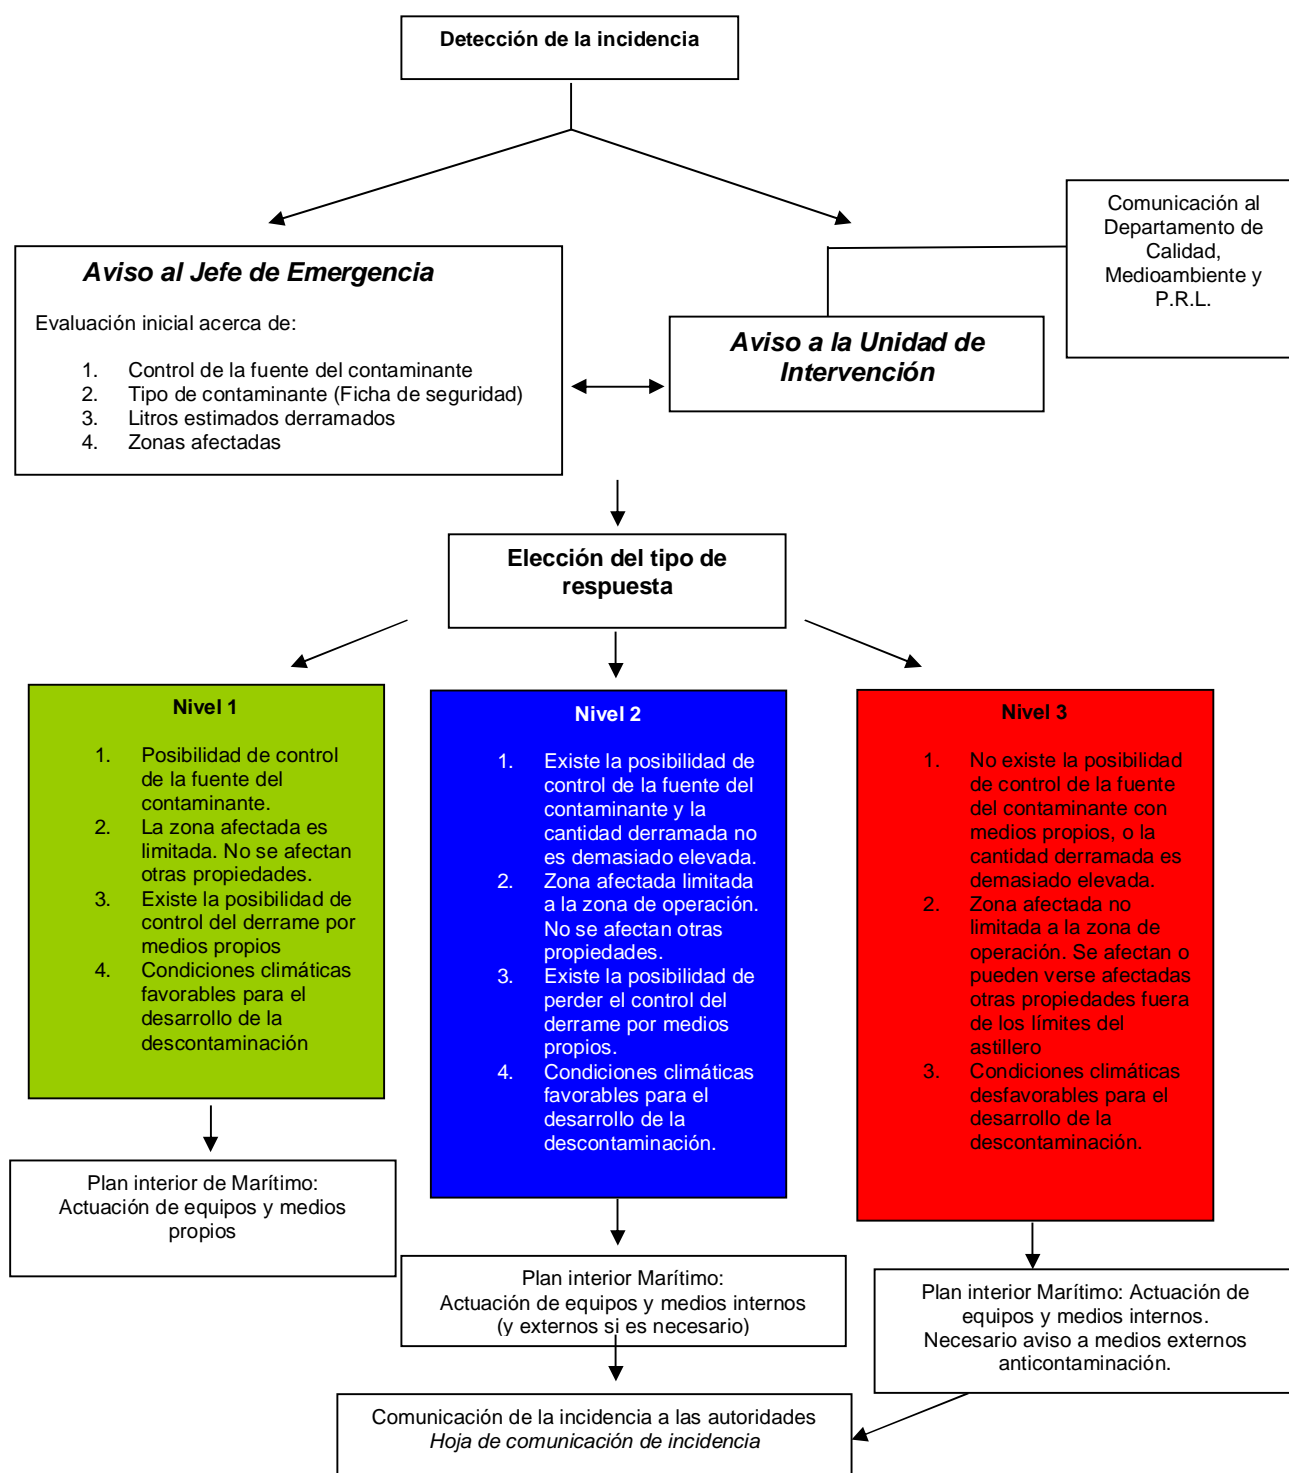 Detección de la incidencia
Comunicación al
Departamento de
Calidad,
Medioambiente y
P.R.L.
Aviso al Jefe de Emergencia
Evaluación inicial acerca de:
1. Control de la fuente del contaminante
2. Tipo de contaminante (Ficha de seguridad)
3. Litros estimados derramados
4. Zonas afectadas
Aviso a la Unidad de
Intervención
Elección del tipo de
respuesta
Nivel 1
1. Posibilidad de control
de la fuente del
contaminante.
2. La zona afectada es
limitada. No se afectan
otras propiedades.
3. Existe la posibilidad de
control del derrame por
medios propios
4. Condiciones climáticas
favorables para el
desarrollo de la
descontaminación
Nivel 2
1. Existe la posibilidad de
control de la fuente del
contaminante y la
cantidad derramada no
es demasiado elevada.
2. Zona afectada limitada
a la zona de operación.
No se afectan otras
propiedades.
3. Existe la posibilidad de
perder el control del
derrame por medios
propios.
4. Condiciones climáticas
favorables para el
desarrollo de la
descontaminación.
Nivel 3
1. No existe la posibilidad
de control de la fuente
del contaminante con
medios propios, o la
cantidad derramada es
demasiado elevada.
2. Zona afectada no
limitada a la zona de
operación. Se afectan o
pueden verse afectadas
otras propiedades fuera
de los límites del
astillero
3. Condiciones climáticas
desfavorables para el
desarrollo de la
descontaminación.
Plan interior de Marítimo:
Actuación de equipos y medios
propios
Plan interior Marítimo:
Actuación de equipos y medios internos
(y externos si es necesario)
Plan interior Marítimo: Actuación de
equipos y medios internos.
Necesario aviso a medios externos
anticontaminación.
Comunicación de la incidencia a las autoridades
Hoja de comunicación de incidencia